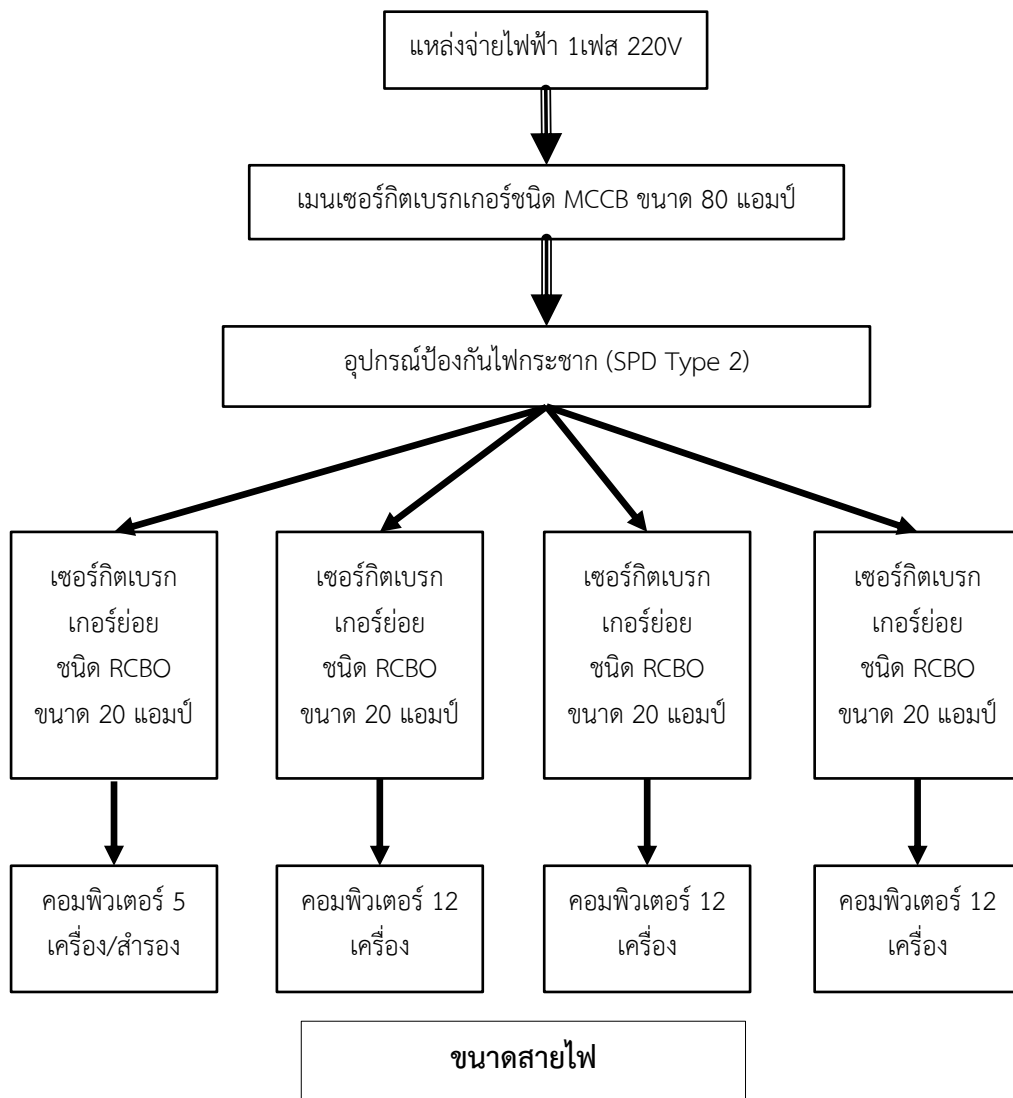 แหล่งจ่ายไฟฟ้า 1เฟส 220V
เมนเซอร์กิตเบรกเกอร์ชนิด MCCB ขนาด 80 แอมป์
อุปกรณ์ป้องกันไฟกระชาก (SPD Type 2)
เซอร์กิตเบรก
เกอร์ย่อย
ชนิด RCBO
ขนาด 20 แอมป์
เซอร์กิตเบรก
เกอร์ย่อย
ชนิด RCBO
ขนาด 20 แอมป์
เซอร์กิตเบรก
เกอร์ย่อย
ชนิด RCBO
ขนาด 20 แอมป์
เซอร์กิตเบรก
เกอร์ย่อย
ชนิด RCBO
ขนาด 20 แอมป์
คอมพิวเตอร์ 5
เครื่อง/สำรอง
คอมพิวเตอร์ 12
เครื่อง
คอมพิวเตอร์ 12
เครื่อง
คอมพิวเตอร์ 12
เครื่อง
ขนาดสายไฟ